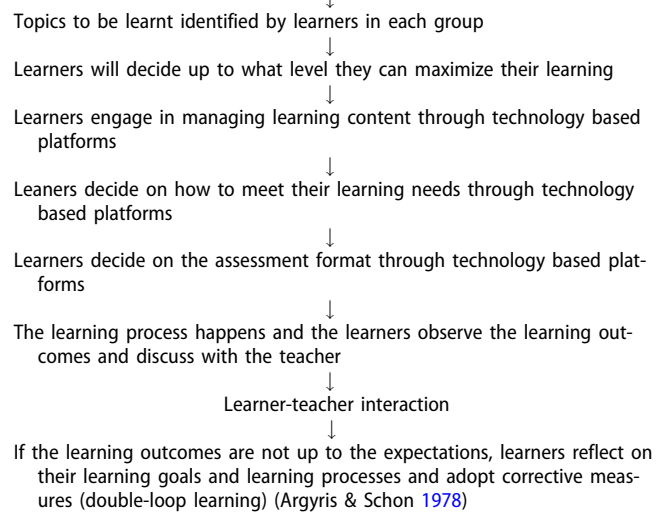 ↓
Topics to be learnt identified by learners in each group
↓
Learners will decide up to what level they can maximize their learning
↓
Learners engage in managing learning content through technology based
platforms
↓
Leaners decide on how to meet their learning needs through technology
based platforms
↓
Learners decide on the assessment format through technology based plat-
forms
↓
The learning process happens and the learners observe the learning out-
comes and discuss with the teacher
↓
Learner-teacher interaction
↓
If the learning outcomes are not up to the expectations, learners reflect on
their learning goals and learning processes and adopt corrective meas-
ures (double-loop learning) (Argyris & Schon 1978)